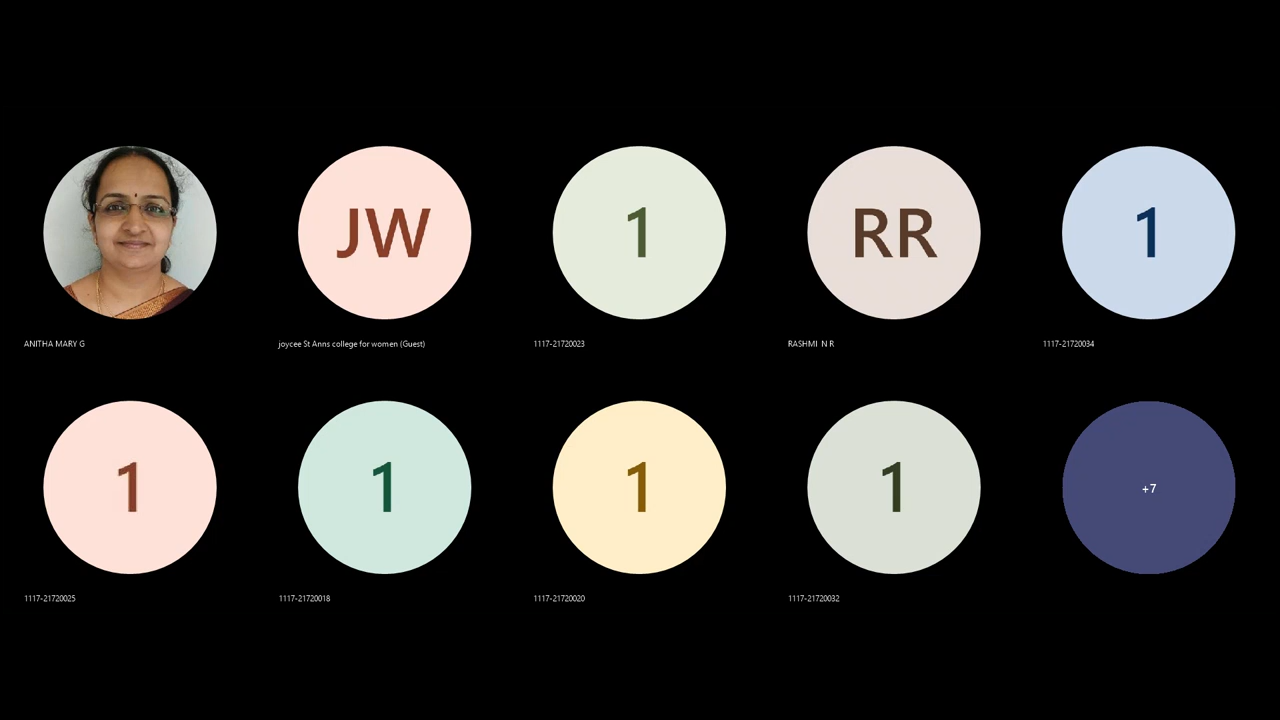 JW
1
RR
1
ANITHA MARY G
joycee St Anns college for women (Guest)
1117-21720023
RASHMI N R
1117-21720034
1
1
1
1
+7
1117-21720025
1117-21720018
1117-21720020
1117-21720032